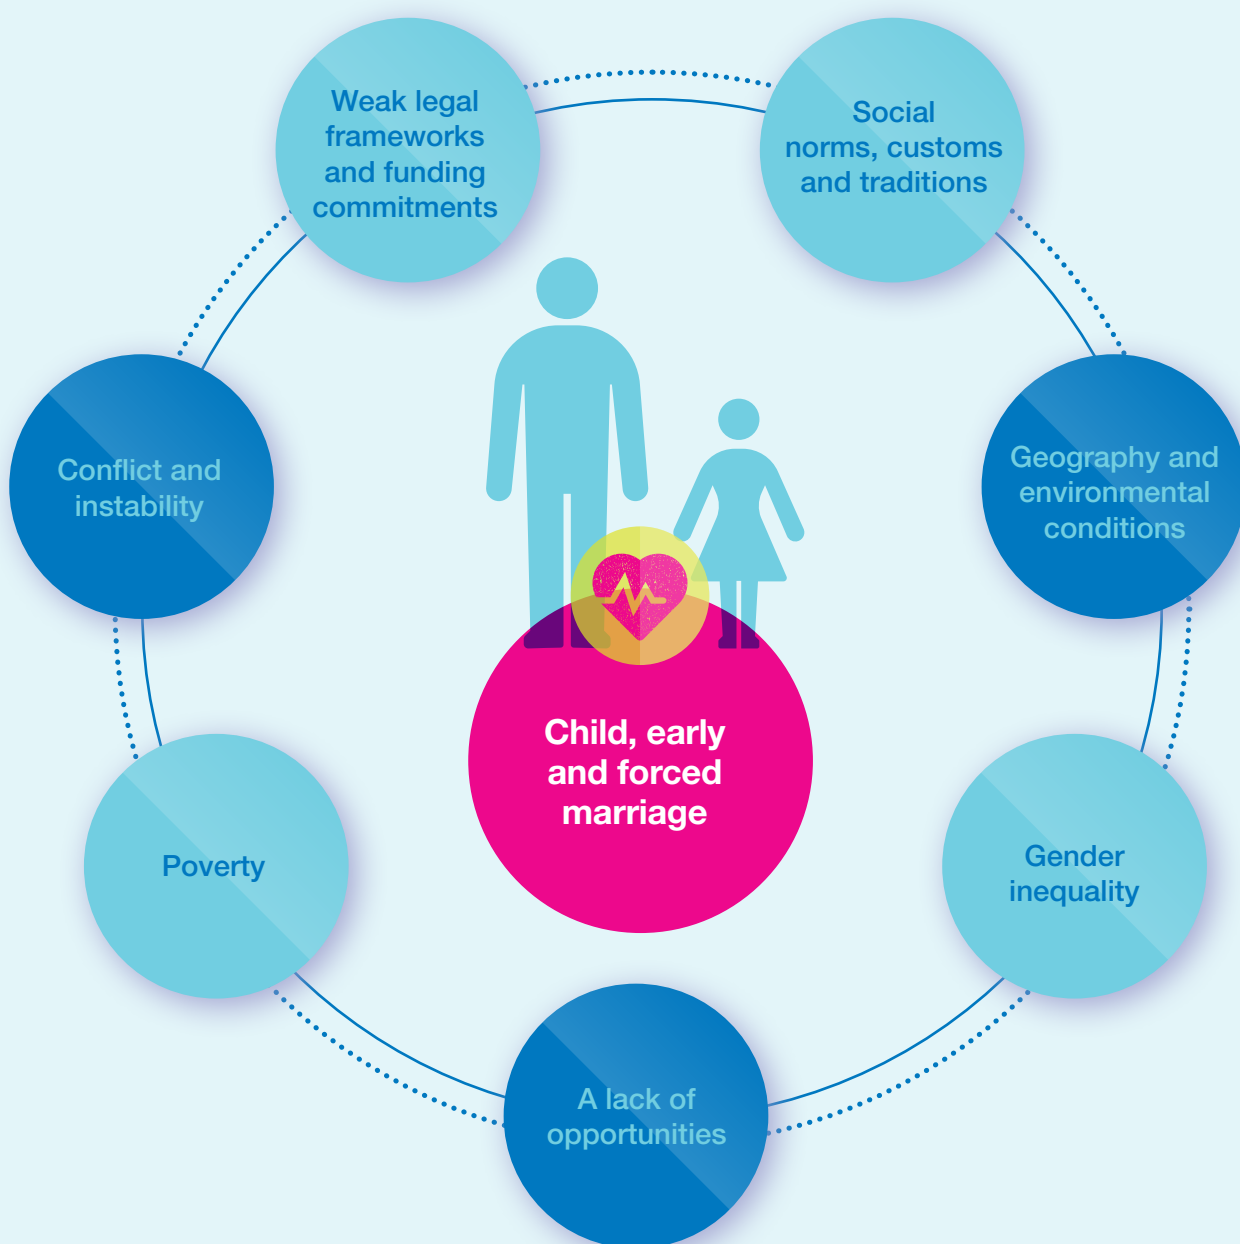 Weak legal
frameworks
and funding
commitments
Social
norms, customs
and traditions
Conflict and
instability
Geography and
environmental
conditions
Child, early
and forced
marriage
Poverty
Gender
inequality
A lack of
opportunities